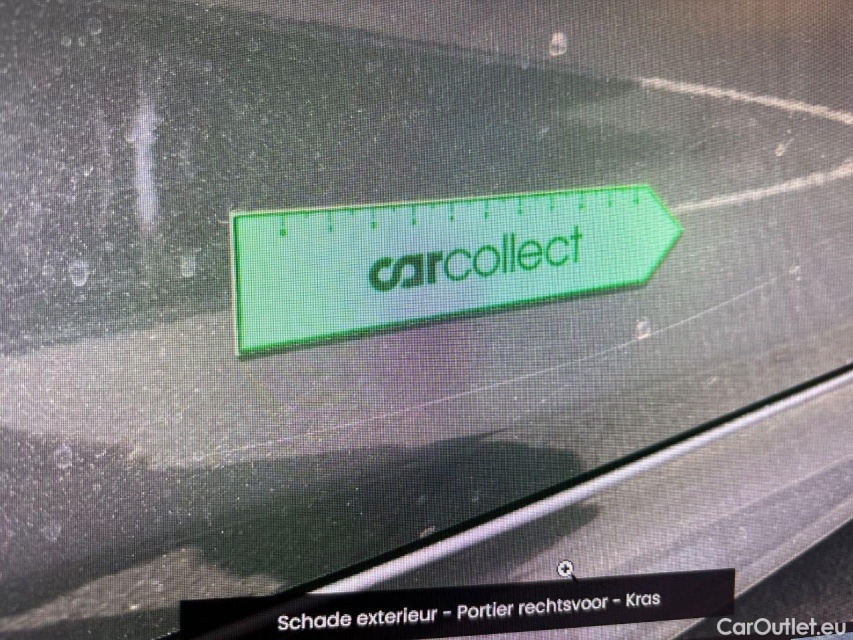 carcollect
Schade exterieur - Portier rechtsvoor - Kras
CarOutlet.eu